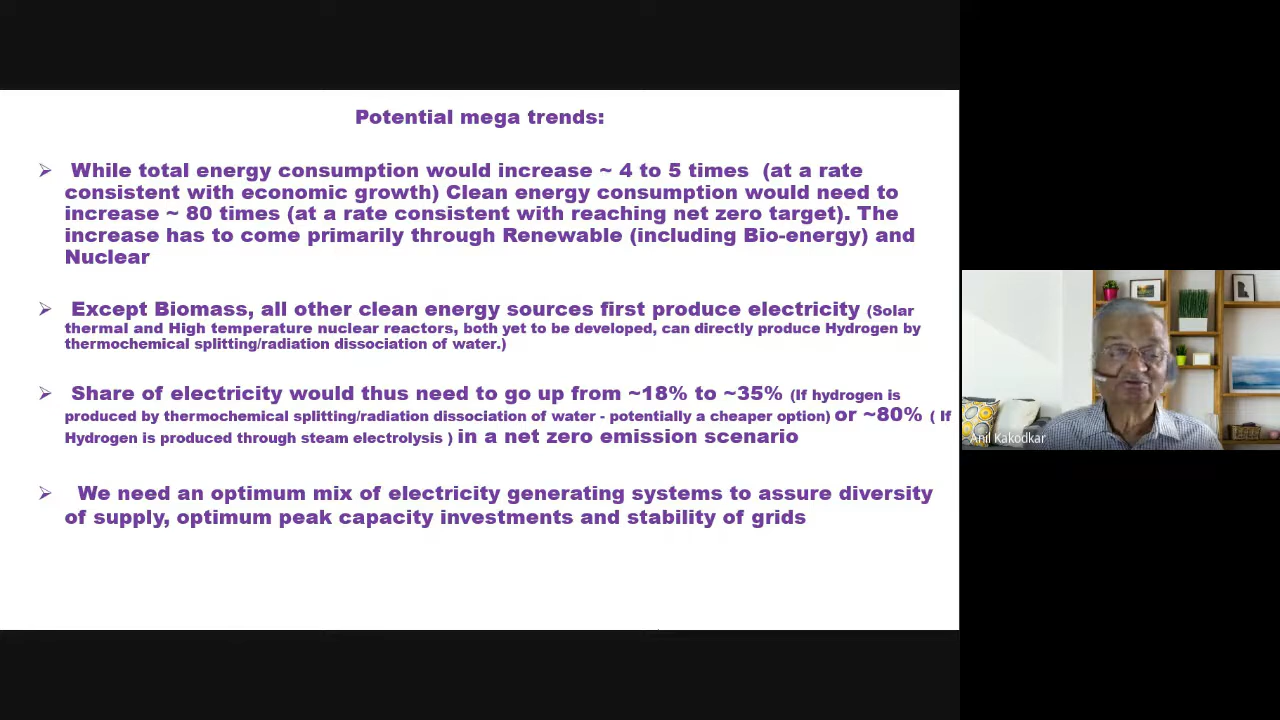 Potential mega trends:
➢ While total energy consumption would increase ~ 4 to 5 times (at a rate
consistent with economic growth) Clean energy consumption would need to
increase ~ 80 times (at a rate consistent with reaching net zero target). The
increase has to come primarily through Renewable (including Bio-energy) and
Nuclear
➢ Except Biomass, all other clean energy sources first produce electricity (Solar
thermal and High temperature nuclear reactors, both yet to be developed, can directly produce Hydrogen by
thermochemical splitting/radiation dissociation of water.)
➢ Share of electricity would thus need to go up from ~18% to ~35% (If hydrogen is
produced by thermochemical splitting/radiation dissociation of water - potentially a cheaper option) or ~80% ( If
Hydrogen is produced through steam electrolysis ) in a net zero emission scenario
➢ We need an optimum mix of electricity generating systems to assure diversity
of supply, optimum peak capacity investments and stability of grids
Anil Kakodkar